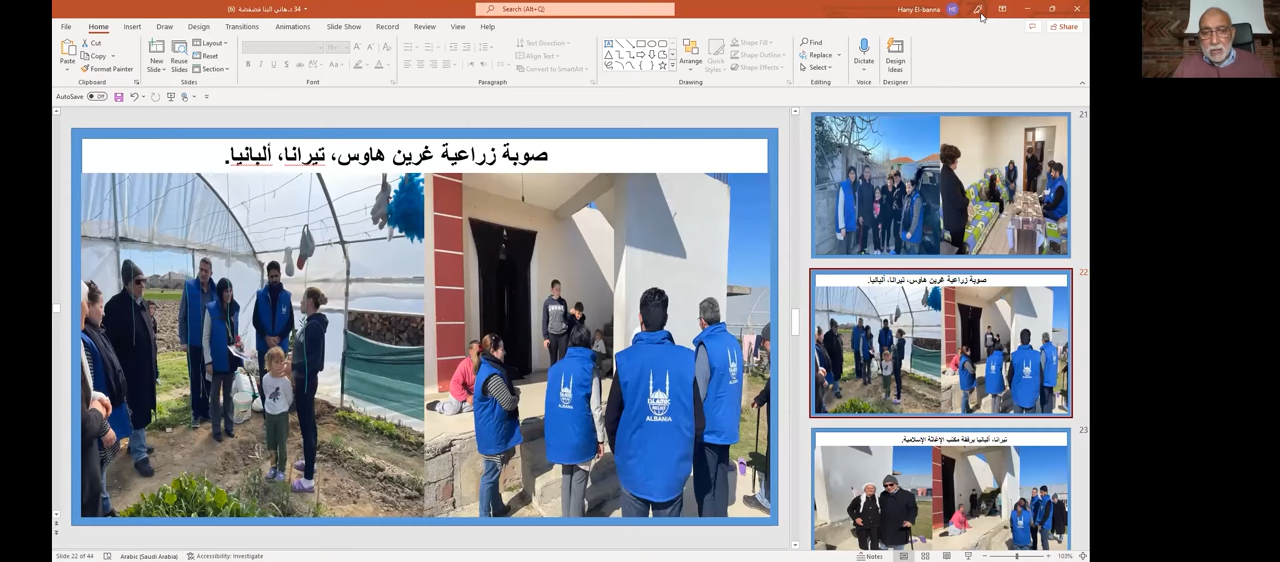 34 د.هاني البنا فضفضة (6)
Search (Alt+Q)
Hany El-banna
HE
File Home Insert Draw Design Transitions Animations Slide Show Record Review View Help
Share
Paste
Cut
Copy
Format Painter
Clipboard
New Slide
Reuse Slides
Layout
Reset
Section
Slides
Font
Text Direction
Align Text
Convert to SmartArt
Paragraph
Arrange
Quick Styles
Shape Fill
Shape Outline
Shape Effects
Drawing
Find
Replace
Select
Editing
Dictate
Voice
Design Ideas
Designer
AutoSave Off
صوبة زراعية غرين هاوس، تيرانا، ألبانيا.
ISLAMIC
RELIEF
ALBANIA
21
22
صوبة زراعية غرين هاوس، تيرانا، ألبانيا.
23
تيرانا، ألبانيا برفقة مكتب الإغاثة الإسلامية.
Slide 22 of 44
Arabic (Saudi Arabia)
Accessibility: Investigate
Notes
103%